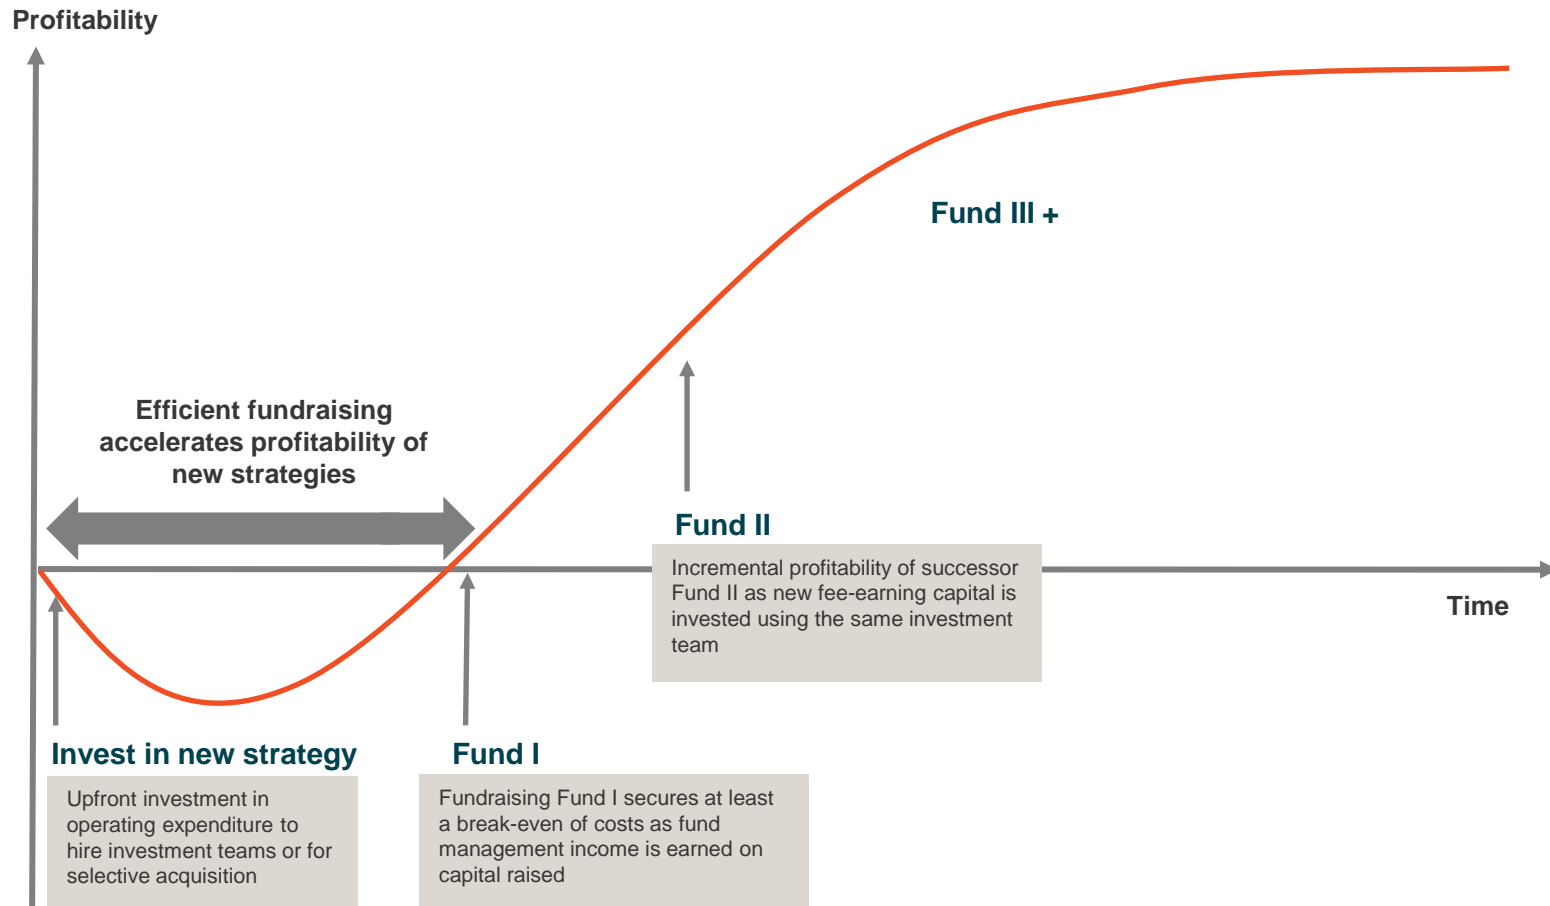 Profitability
Fund III +
Efficient fundraising
accelerates profitability of
new strategies
Fund II
Incremental profitability of successor
Fund II as new fee-earning capital is
invested using the same investment
team
Time
Invest in new strategy
Upfront investment in
operating expenditure to
hire investment teams or for
selective acquisition
Fund I
Fundraising Fund I secures at least
a break-even of costs as fund
management income is earned on
capital raised